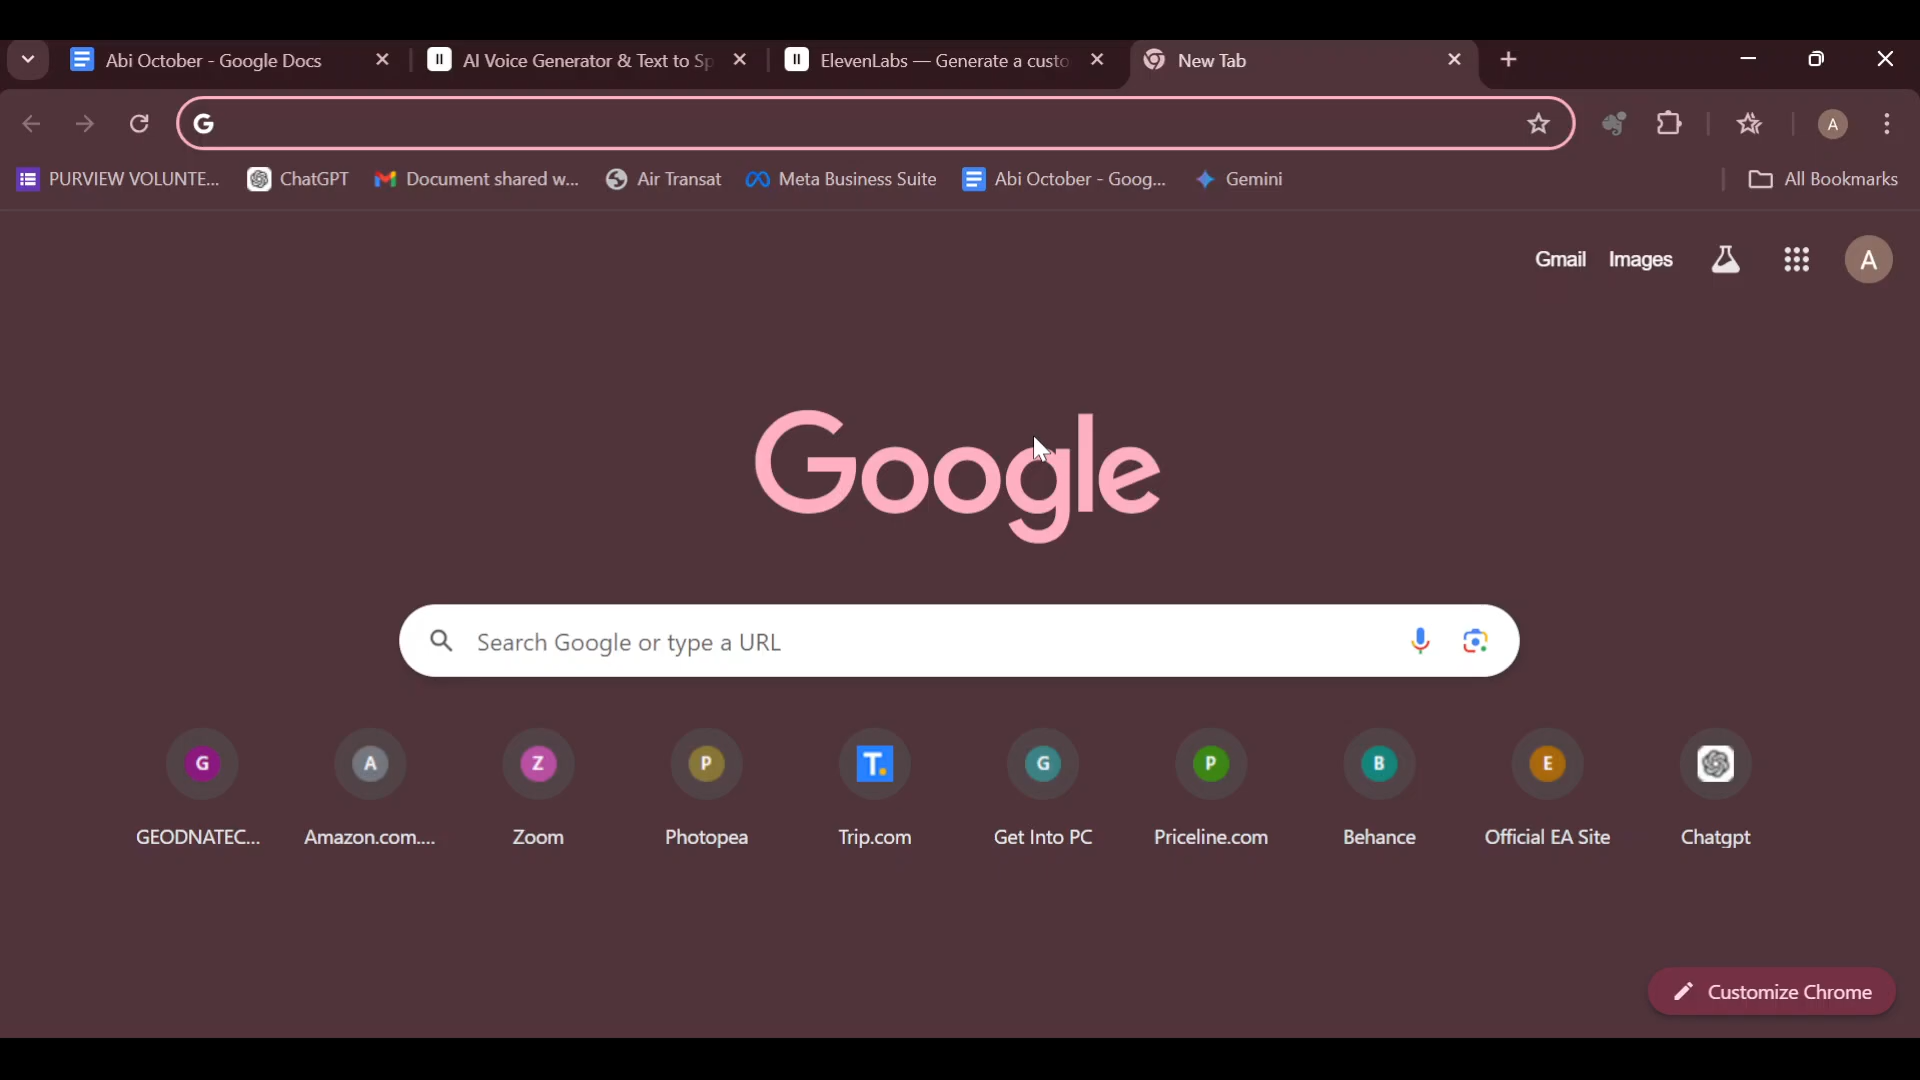 Abi October - Google Docs
AI Voice Generator & Text to Sp
ElevenLabs — Generate a custo
New Tab
G
A
PURVIEW VOLUNTE...
ChatGPT
Document shared w...
Air Transat
Meta Business Suite
Abi October - Goog...
Gemini
All Bookmarks
Gmail
Images
A
Google
Search Google or type a URL
G
A
Z
P
T.
G
P
B
E
GEODNATEC...
Amazon.com....
Zoom
Photopea
Trip.com
Get Into PC
Priceline.com
Behance
Official EA Site
Chatgpt
Customize Chrome